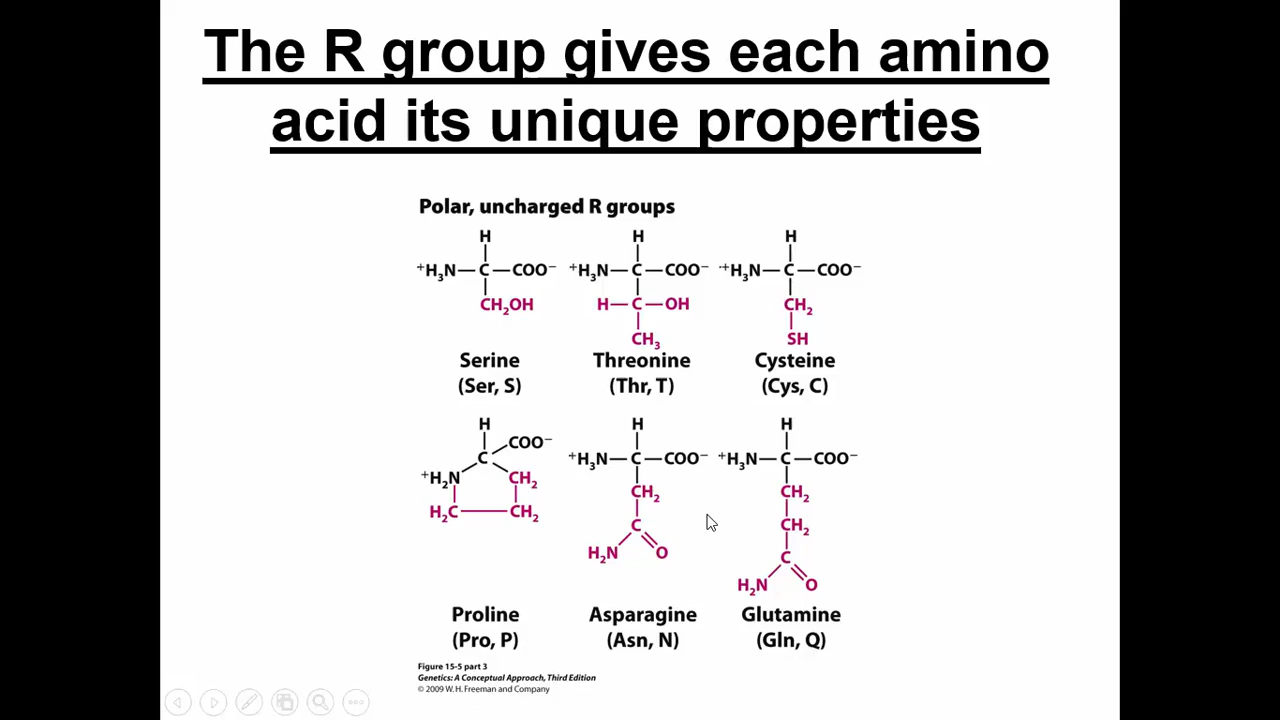 The R group gives each amino
acid its unique properties
Polar, uncharged R groups
H H H
⁺H₃N—C—COO⁻ ⁺H₃N—C—COO⁻ ⁺H₃N—C—COO⁻
CH₂OH H—C—OH CH₂
CH₃ SH
Serine Threonine Cysteine
(Ser, S) (Thr, T) (Cys, C)
H H H
COO⁻
C ⁺H₃N—C—COO⁻ ⁺H₃N—C—COO⁻
⁺H₂N CH₂
CH₂ CH₂
H₂C CH₂
C CH₂
H₂N O
C
H₂N O
Proline Asparagine Glutamine
(Pro, P) (Asn, N) (Gln, Q)
Figure 15-5 part 3
Genetics: A Conceptual Approach, Third Edition
© 2009 W. H. Freeman and Company